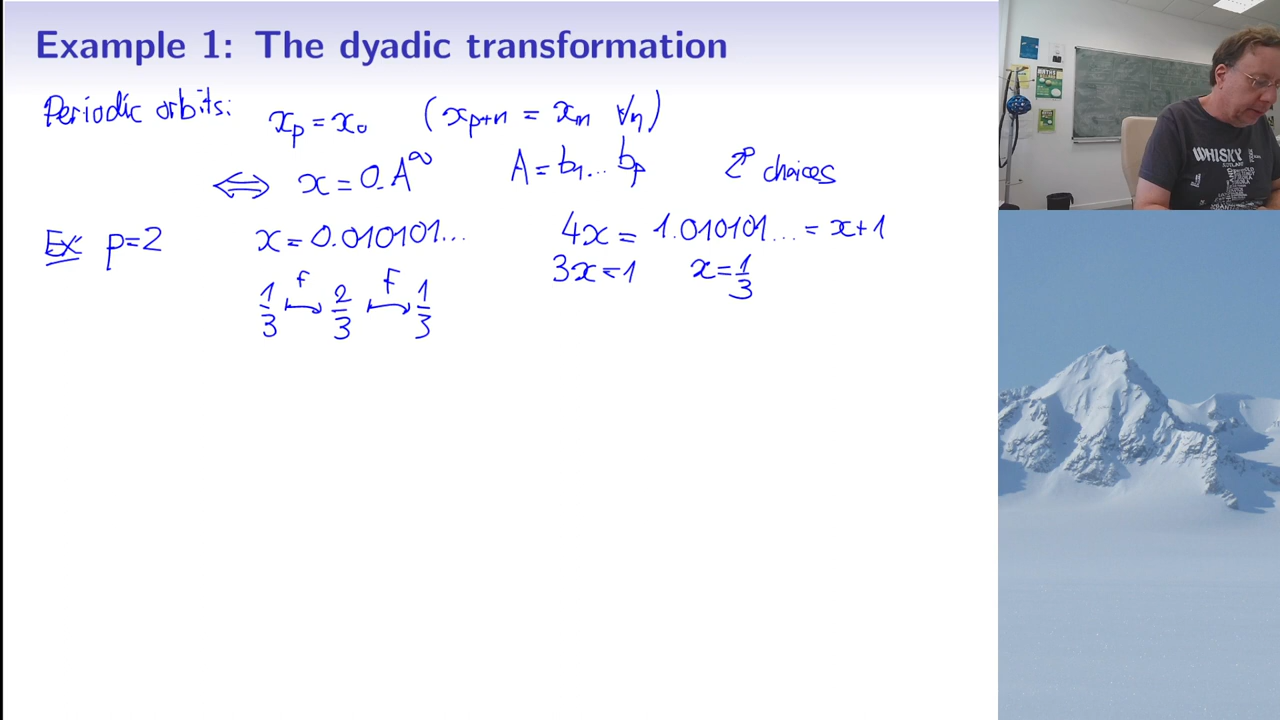 Example 1: The dyadic transformation
Periodic orbits: x_p = x_0 (x_{p+n} = x_n ∀n)
⇔ x = 0.A^∞ A = b_1 ... b_p 2^p choices
Ex p=2 x = 0.010101... 4x = 1.010101... = x+1
3x = 1 x = 1/3
1/3 ↦ f 2/3 ↦ f 1/3
WHISKY
MATHS